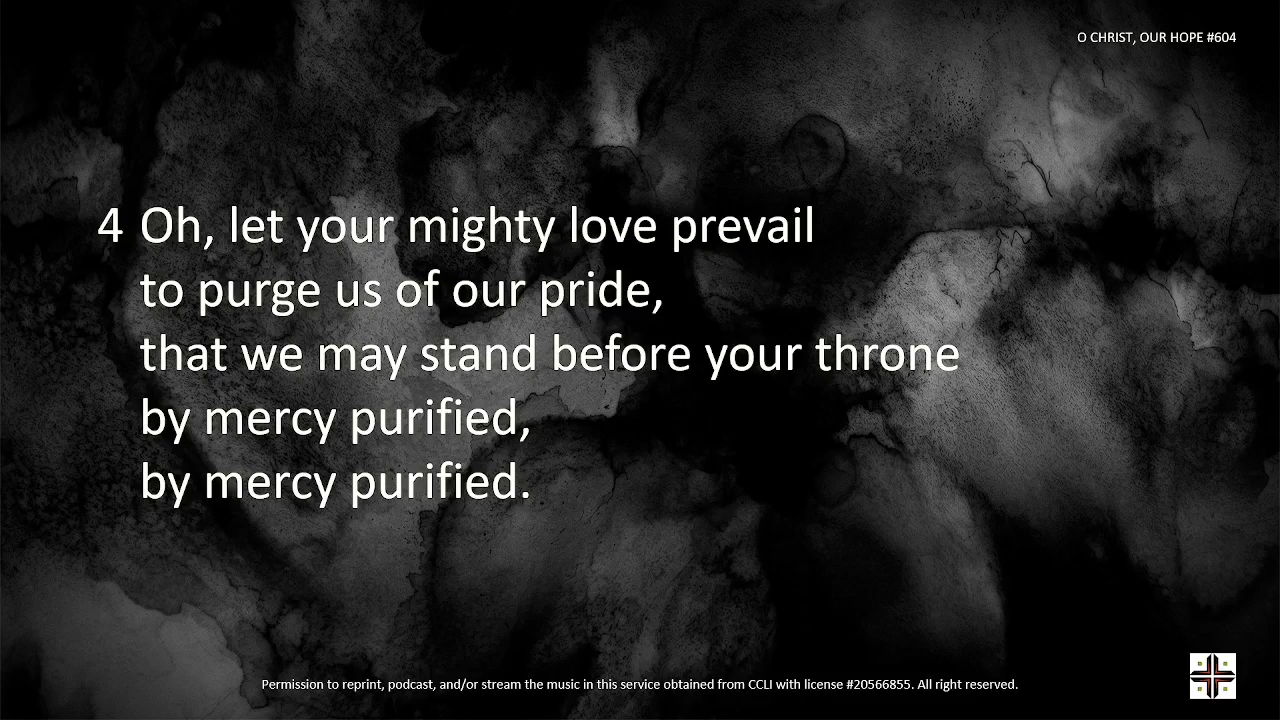 O CHRIST, OUR HOPE #604
4 Oh, let your mighty love prevail
to purge us of our pride,
that we may stand before your throne
by mercy purified,
by mercy purified.
Permission to reprint, podcast, and/or stream the music in this service obtained from CCLI with license #20566855. All right reserved.